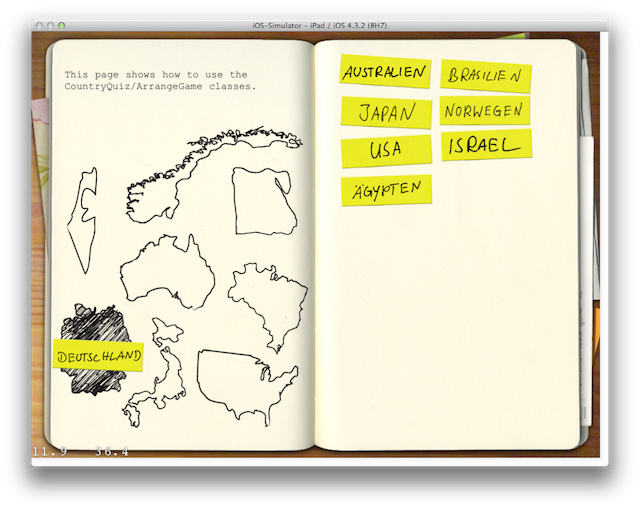 iOS-Simulator – iPad / iOS 4.3.2 (8H7)
This page shows how to use the
CountryQuiz/ArrangeGame classes.
DEUTSCHLAND
11.9 36.4
AUSTRALIEN
BRASILIEN
JAPAN
NORWEGEN
USA
ISRAEL
ÄGYPTEN